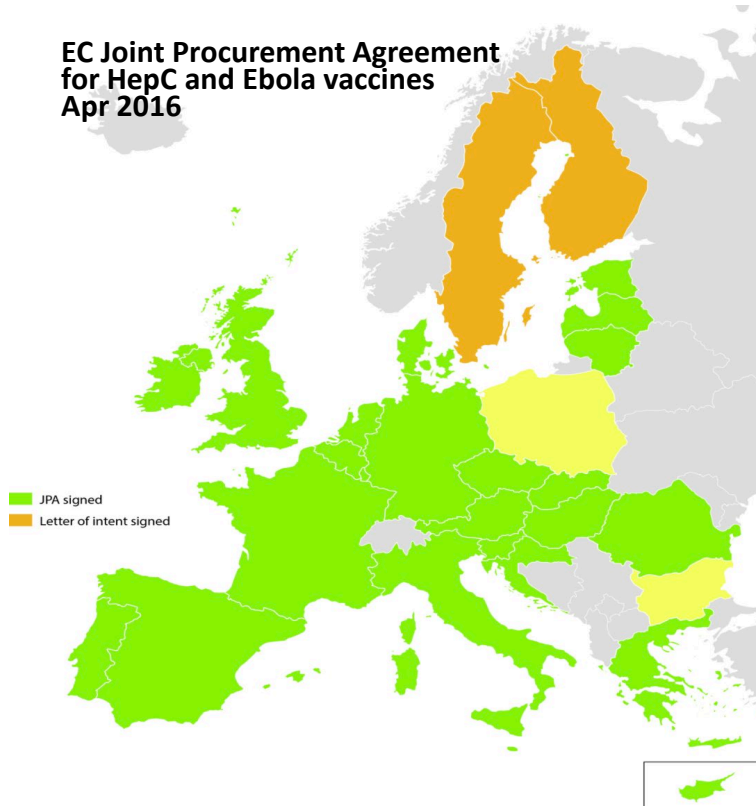 EC Joint Procurement Agreement
for HepC and Ebola vaccines
Apr 2016
JPA signed
Letter of intent signed